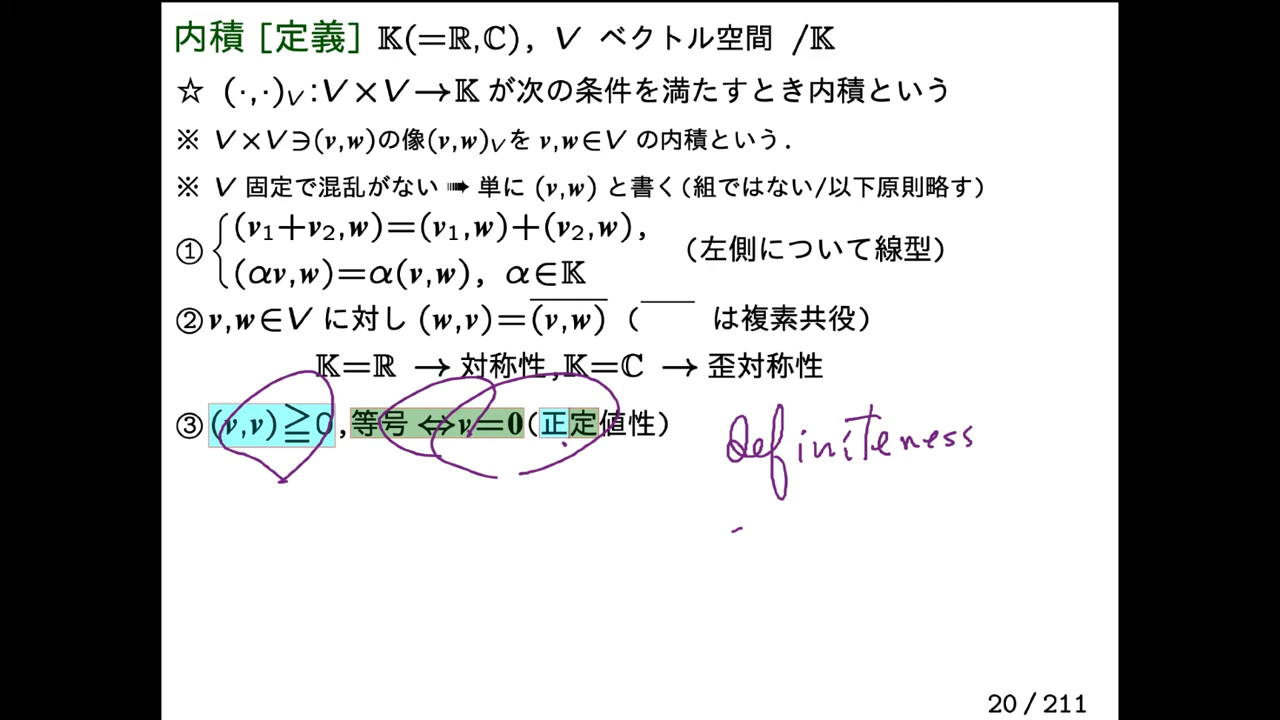 内積 [定義] 𝕂(=ℝ,ℂ), V ベクトル空間 /𝕂
☆ (·,·)_V:V×V→𝕂 が次の条件を満たすとき内積という
※ V×V∋(v,w)の像(v,w)_Vを v,w∈V の内積という.
※ V 固定で混乱がない ➠ 単に (v,w) と書く(組ではない/以下原則略す)
① { (v₁+v₂,w)=(v₁,w)+(v₂,w),
(αv,w)=α(v,w), α∈𝕂 (左側について線型)
② v,w∈V に対し (w,v)=\overline{(v,w)} ( ‾‾ は複素共役)
𝕂=ℝ → 対称性,𝕂=ℂ → 歪対称性
③ (v,v)≧0,等号⇔v=0(正定値性)
definiteness
20 / 211